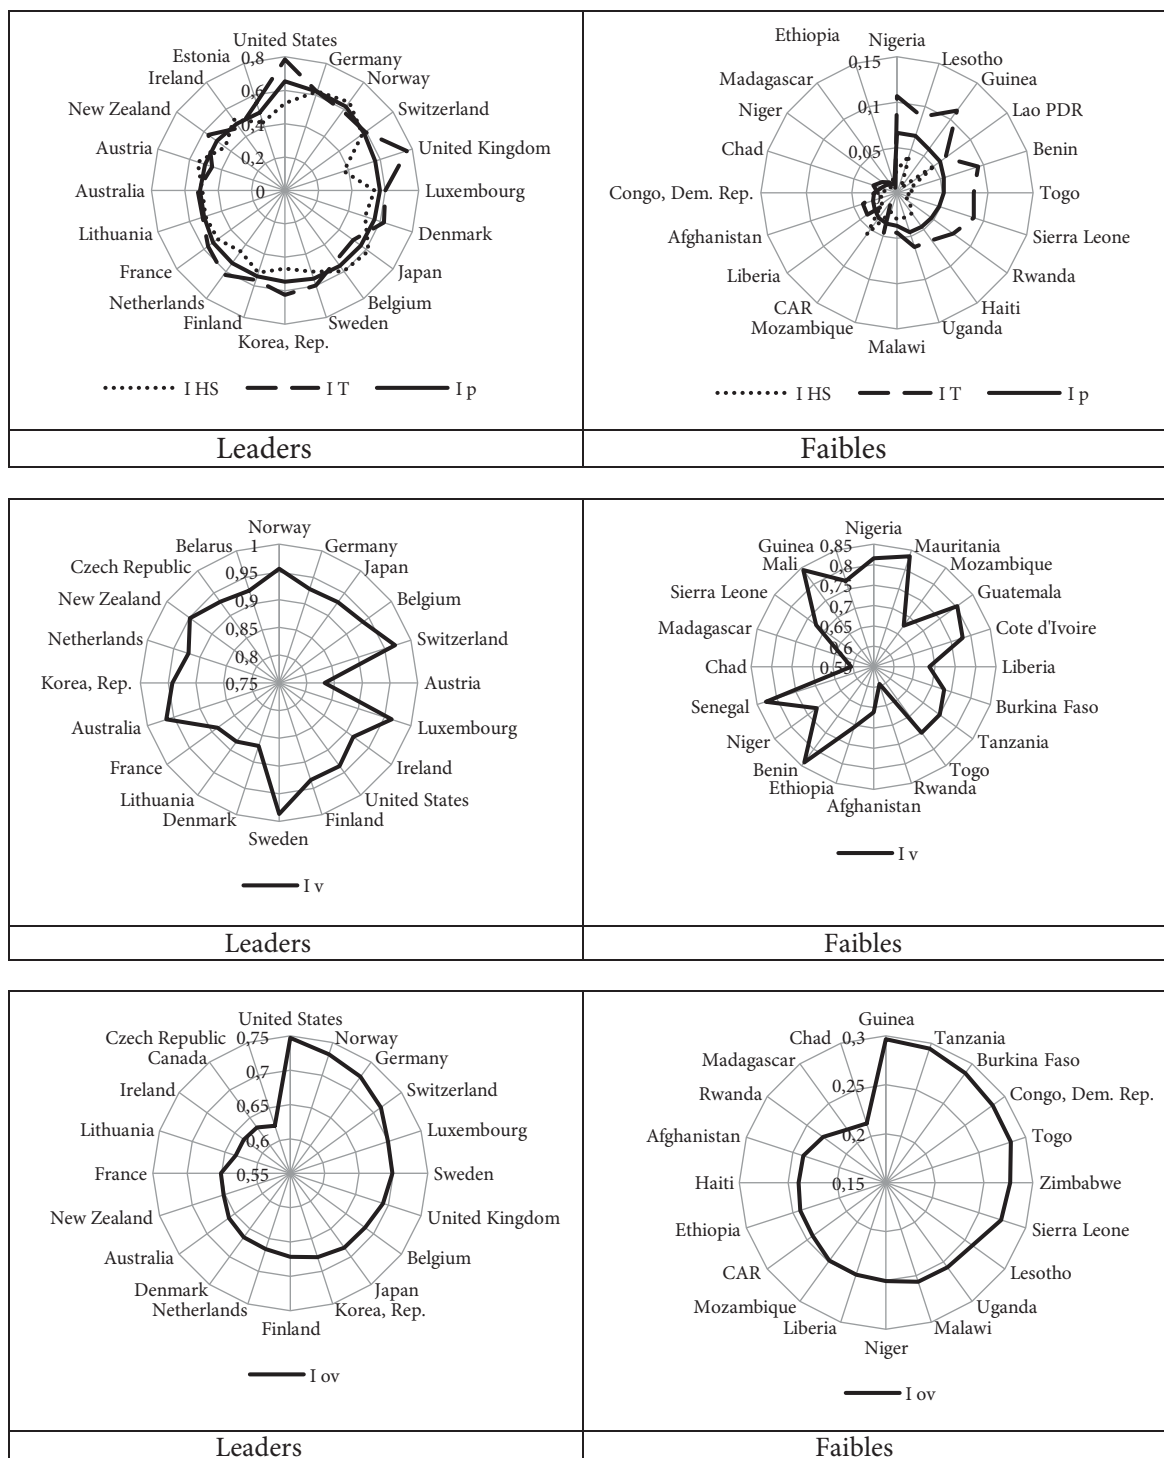 United States
Estonia 0,8 Germany
Ireland 0,6 Norway
New Zealand 0,4 Switzerland
Austria 0,2 United Kingdom
Australia 0 Luxembourg
Lithuania Denmark
France Japan
Netherlands Belgium
Finland Sweden
Korea, Rep.
I HS I T I p
Leaders
Ethiopia Nigeria
0,15 Lesotho
Madagascar Guinea
Niger 0,1 Lao PDR
Chad 0,05 Benin
Congo, Dem. Rep. 0 Togo
Afghanistan Sierra Leone
Liberia Rwanda
CAR Haiti
Mozambique Uganda
Malawi
I HS I T I p
Faibles
Norway
Belarus 1 Germany
Czech Republic 0,95 Japan
New Zealand 0,9 Belgium
Netherlands 0,85 Switzerland
0,8
Korea, Rep. 0,75 Austria
Australia Luxembourg
France Ireland
Lithuania United States
Denmark Finland
Sweden
I v
Leaders
Nigeria
Guinea 0,85 Mauritania
Mali 0,8 Mozambique
0,75
Sierra Leone 0,7 Guatemala
Madagascar 0,65 Cote d'Ivoire
0,6
Chad 0,55 Liberia
Senegal Burkina Faso
Niger Tanzania
Benin Togo
Ethiopia Rwanda
Afghanistan
I v
Faibles
United States
Czech Republic 0,75 Norway
Canada Germany
0,7
Ireland Switzerland
0,65
Lithuania 0,6 Luxembourg
France 0,55 Sweden
New Zealand United Kingdom
Australia Belgium
Denmark Japan
Netherlands Korea, Rep.
Finland
I ov
Leaders
Guinea
Chad 0,3 Tanzania
Madagascar Burkina Faso
Rwanda 0,25 Congo, Dem. Rep.
Afghanistan 0,2 Togo
Haiti 0,15 Zimbabwe
Ethiopia Sierra Leone
CAR Lesotho
Mozambique Uganda
Liberia Malawi
Niger
I ov
Faibles